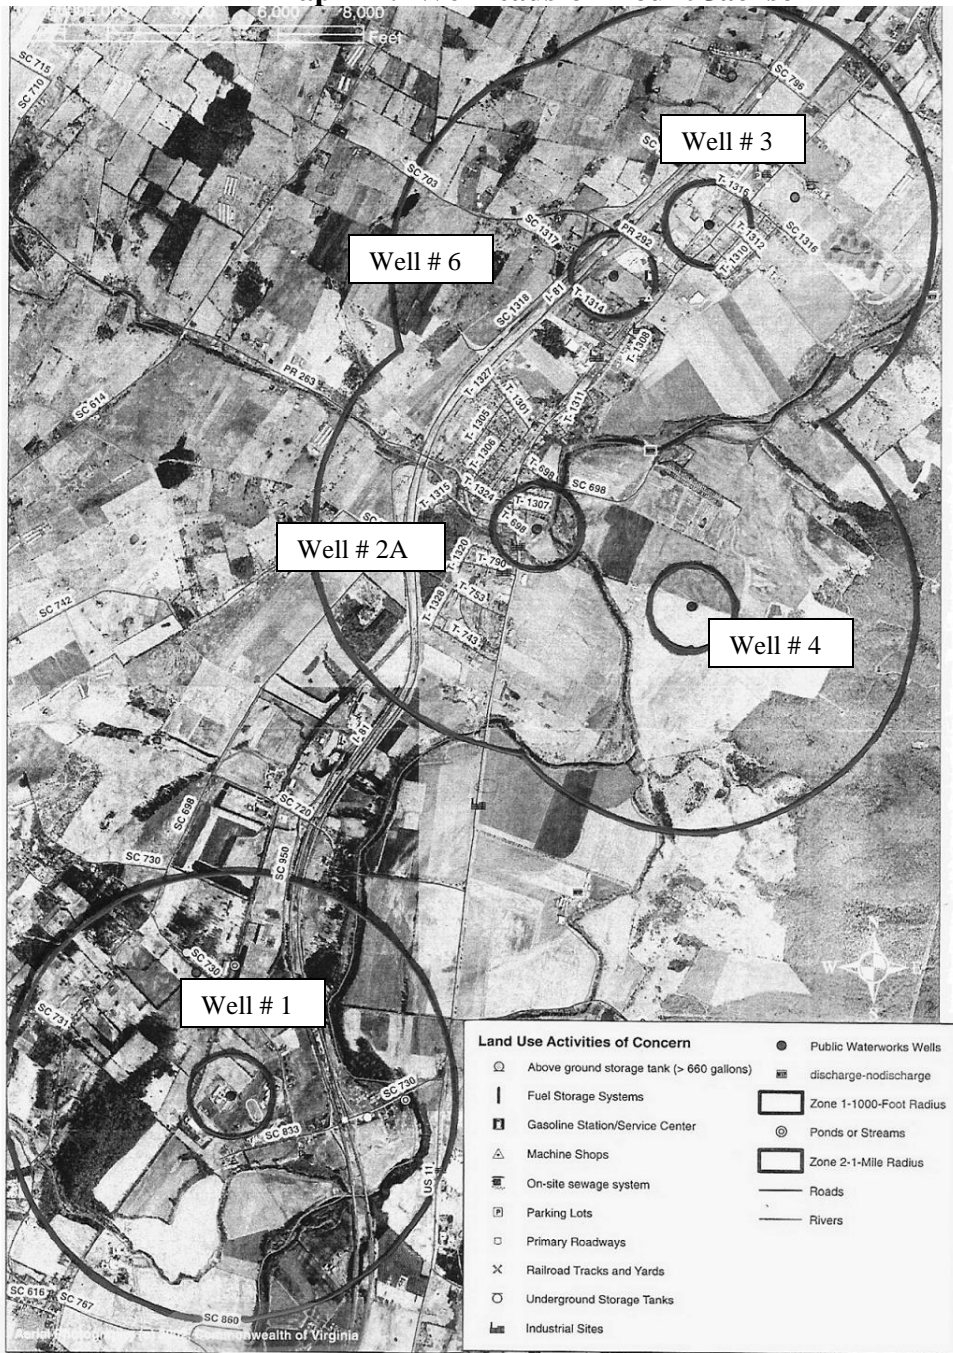 6,000
8,000
Feet
SC 715
SC 710
SC 796
Well # 3
SC 703
T- 1316
SC 1317
PR 292
T- 1312
SC 1316
T- 1310
Well # 6
I- 81
T- 1314
SC 1318
T- 1308
PR 263
T- 1327
SC 614
T- 1301
T- 1311
T- 1305
T- 1306
T- 698
T- 1324
SC 698
T- 1315
T- 1307
T- 698
Well # 2A
T- 1320
T- 790
SC 742
T- 753
T- 1328
T- 743
Well # 4
I- 81
SC 720
SC 698
SC 730
SC 950
N
W
E
S
SC 730
Well # 1
SC 731
SC 730
SC 833
US 11
SC 616
SC 767
SC 860
Commonwealth of Virginia
Land Use Activities of Concern
Above ground storage tank (> 660 gallons)
Fuel Storage Systems
Gasoline Station/Service Center
Machine Shops
On-site sewage system
P Parking Lots
Primary Roadways
Railroad Tracks and Yards
Underground Storage Tanks
Industrial Sites
Public Waterworks Wells
discharge-nodischarge
Zone 1-1000-Foot Radius
Ponds or Streams
Zone 2-1-Mile Radius
Roads
Rivers